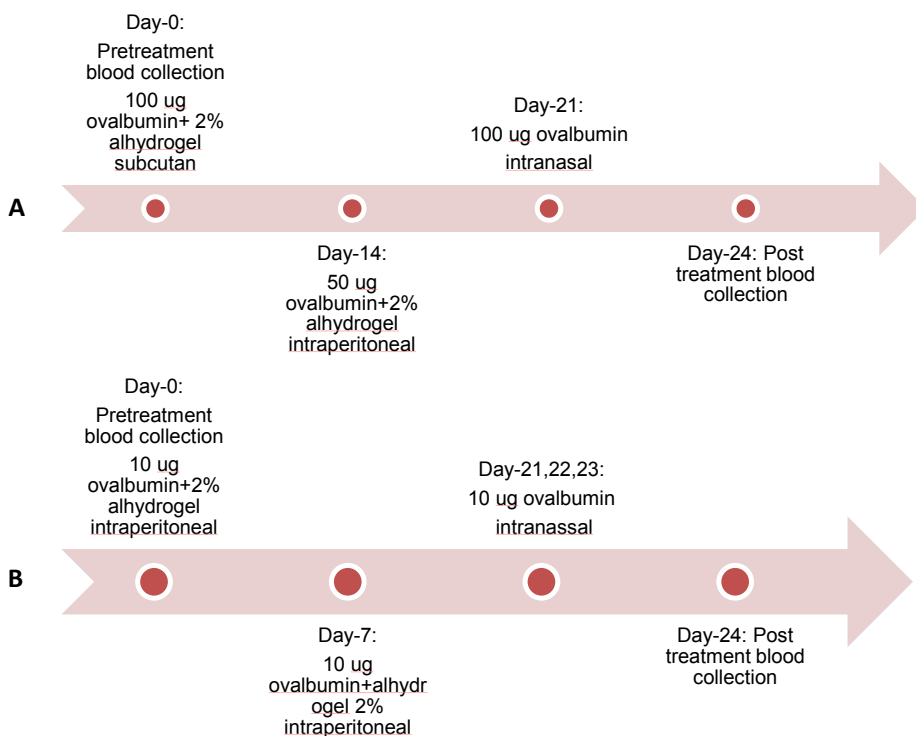 Day-0:
Pretreatment
blood collection
100 ug
ovalbumin+ 2%
alhydrogel
subcutan
Day-21:
100 ug ovalbumin
intranasal
A
Day-14:
50 ug
ovalbumin+2%
alhydrogel
intraperitoneal
Day-24: Post
treatment blood
collection
Day-0:
Pretreatment
blood collection
10 ug
ovalbumin+2%
alhydrogel
intraperitoneal
Day-21,22,23:
10 ug ovalbumin
intranassal
B
Day-7:
10 ug
ovalbumin+alhydr
ogel 2%
intraperitoneal
Day-24: Post
treatment blood
collection